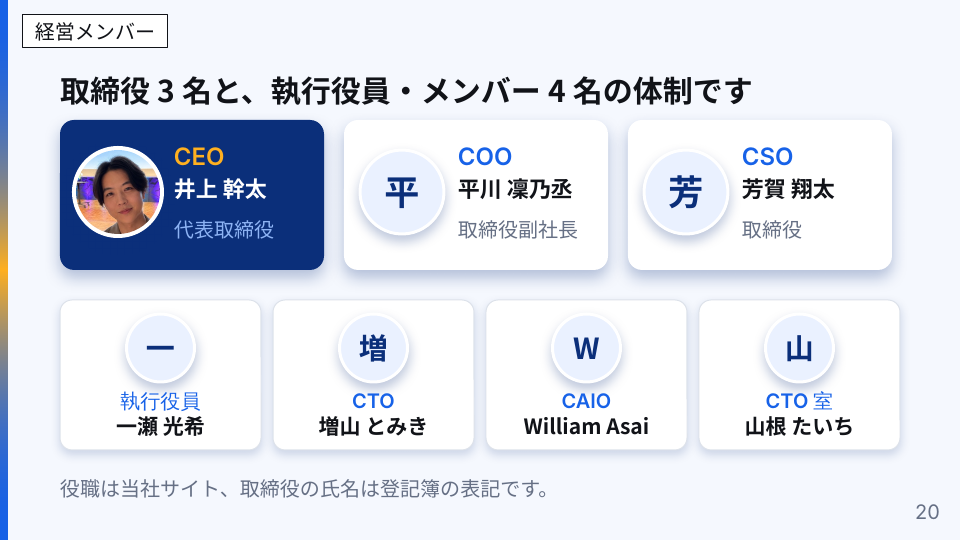 経営メンバー
取締役 3 名と、執行役員・メンバー 4 名の体制です
CEO
井上 幹太
代表取締役
平
COO
平川 凜乃丞
取締役副社長
芳
CSO
芳賀 翔太
取締役
一
執行役員
一瀬 光希
増
CTO
増山 とみき
W
CAIO
William Asai
山
CTO 室
山根 たいち
役職は当社サイト、取締役の氏名は登記簿の表記です。
20